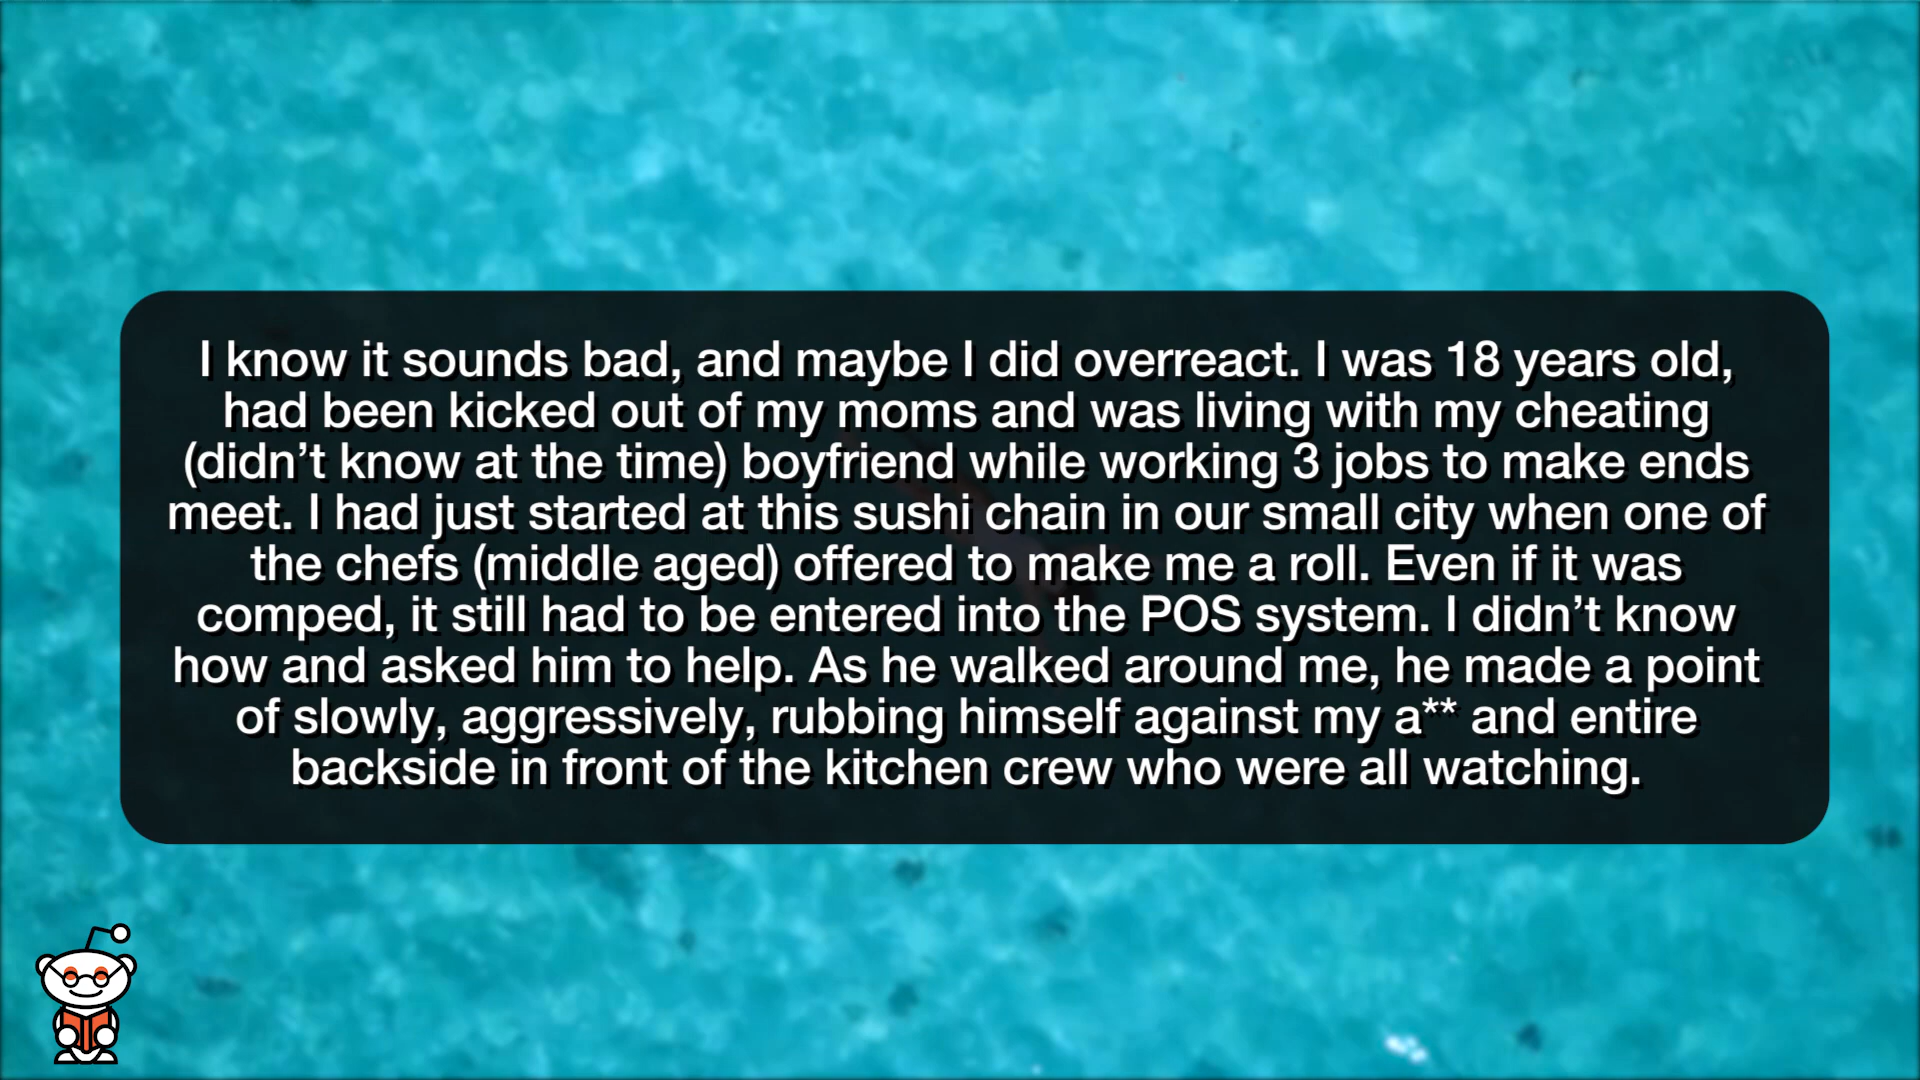 I know it sounds bad, and maybe I did overreact. I was 18 years old,
had been kicked out of my moms and was living with my cheating
(didn’t know at the time) boyfriend while working 3 jobs to make ends
meet. I had just started at this sushi chain in our small city when one of
the chefs (middle aged) offered to make me a roll. Even if it was
comped, it still had to be entered into the POS system. I didn’t know
how and asked him to help. As he walked around me, he made a point
of slowly, aggressively, rubbing himself against my a** and entire
backside in front of the kitchen crew who were all watching.